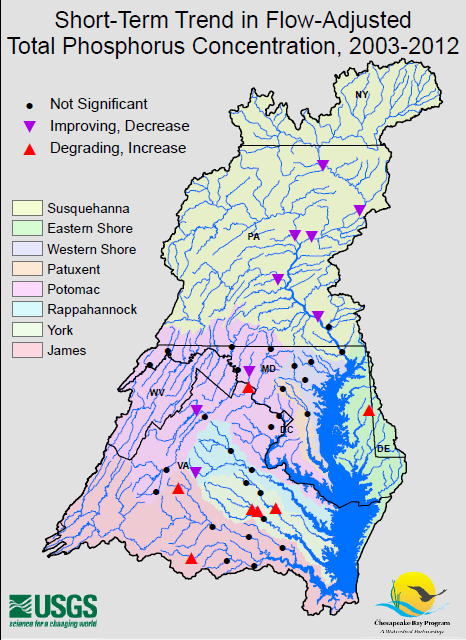 Short-Term Trend in Flow-Adjusted
Total Phosphorus Concentration, 2003-2012
Not Significant
Improving, Decrease
Degrading, Increase
Susquehanna
Eastern Shore
Western Shore
Patuxent
Potomac
Rappahannock
York
James
NY
PA
MD
WV
DC
DE
VA
USGS
science for a changing world
Chesapeake Bay Program
A Watershed Partnership